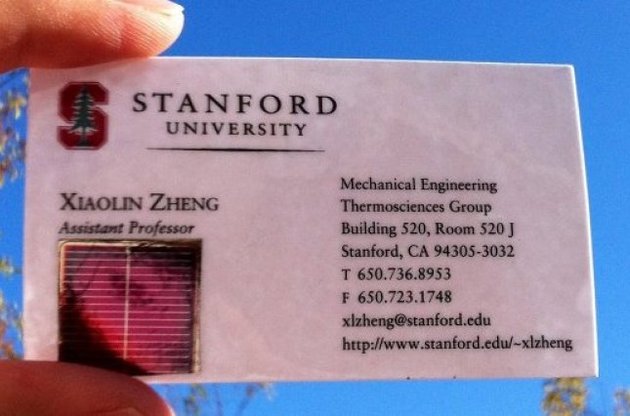 STANFORD
UNIVERSITY
XIAOLIN ZHENG
Assistant Professor
Mechanical Engineering
Thermosciences Group
Building 520, Room 520 J
Stanford, CA 94305-3032
T 650.736.8953
F 650.723.1748
xlzheng@stanford.edu
http://www.stanford.edu/~xlzheng